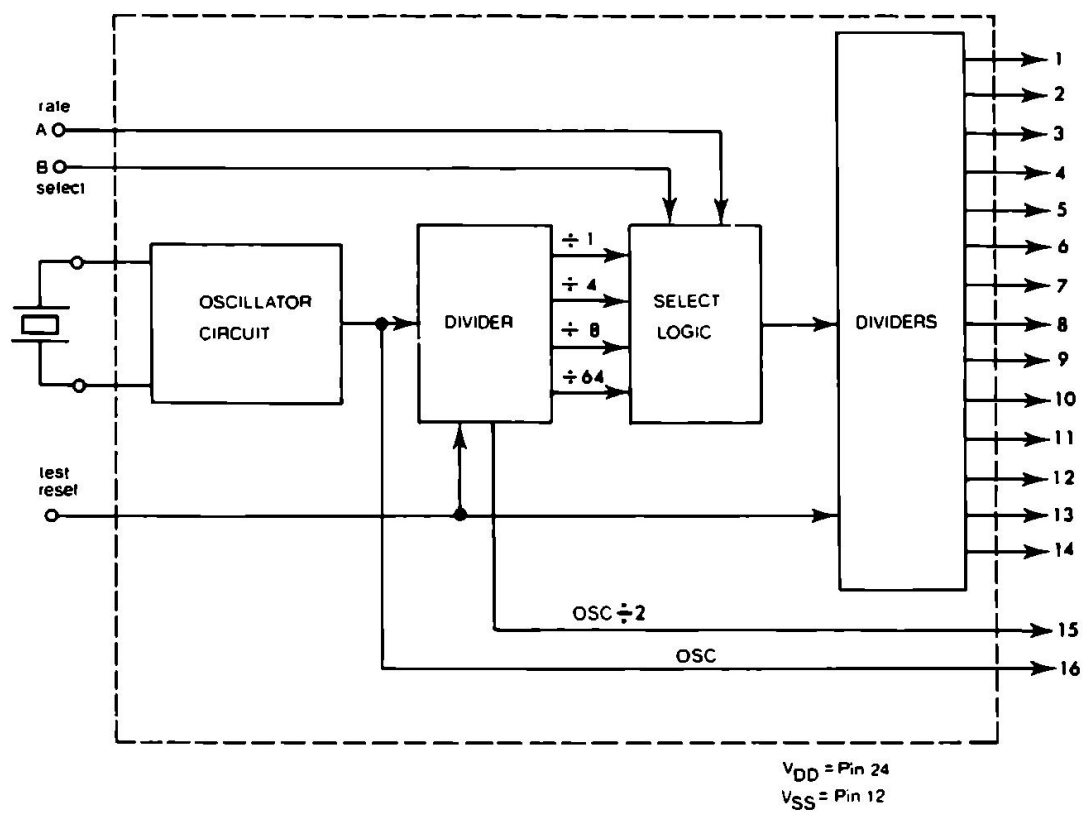 rate
A
B
select
OSCILLATOR
CIRCUIT
DIVIDER
÷ 1
÷ 4
÷ 8
÷64
SELECT
LOGIC
DIVIDERS
1
2
3
4
5
6
7
8
9
10
11
12
13
14
test
reset
OSC÷2
15
OSC
16
VDD = Pin 24
VSS = Pin 12